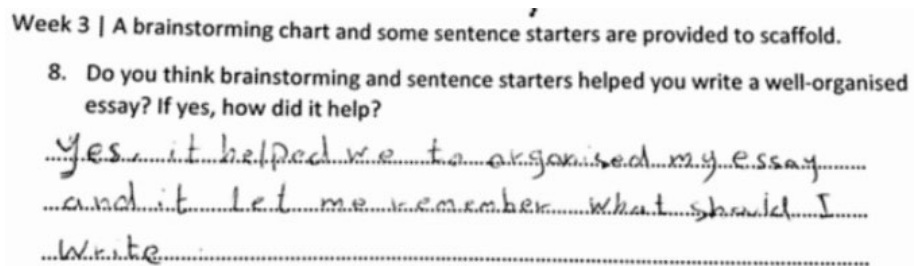 Week 3 | A brainstorming chart and some sentence starters are provided to scaffold.
8. Do you think brainstorming and sentence starters helped you write a well-organised
essay? If yes, how did it help?
Yes, it helped we to organised my essay
and it let me remember what should I
write